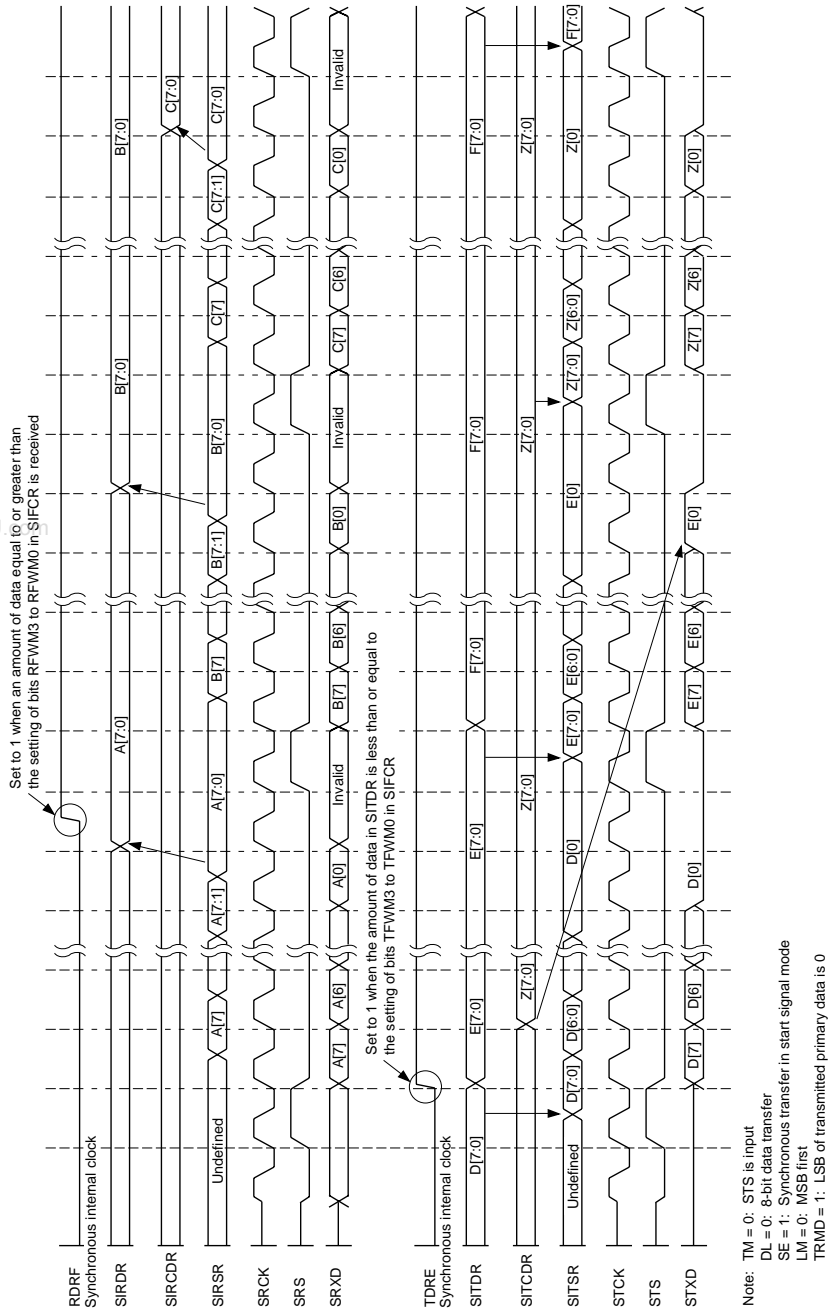 Set to 1 when an amount of data equal to or greater than
the setting of bits RFWM3 to RFWM0 in SIFCR is received
RDRF
Synchronous internal clock
SIRDR
A[7:0]
B[7:0]
B[7:0]
SIRCDR
C[7:0]
SIRSR
Undefined
A[7]
A[7:1]
A[7:0]
B[7]
B[7:1]
B[7:0]
C[7]
C[7:1]
C[7:0]
SRCK
SRS
SRXD
A[7]
A[6]
A[0]
Invalid
B[7]
B[6]
B[0]
Invalid
C[7]
C[6]
C[0]
Invalid
Set to 1 when the amount of data in SITDR is less than or equal to
the setting of bits TFWM3 to TFWM0 in SIFCR
TDRE
Synchronous internal clock
SITDR
D[7:0]
E[7:0]
E[7:0]
F[7:0]
F[7:0]
F[7:0]
SITCDR
Z[7:0]
Z[7:0]
Z[7:0]
Z[7:0]
SITSR
Undefined
D[7:0]
D[6:0]
D[0]
E[7:0]
E[6:0]
E[0]
Z[7:0]
Z[6:0]
Z[0]
F[7:0]
STCK
STS
STXD
D[7]
D[6]
D[0]
E[7]
E[6]
E[0]
Z[7]
Z[6]
Z[0]
Note: TM = 0: STS is input
DL = 0: 8-bit data transfer
SE = 1: Synchronous transfer in start signal mode
LM = 0: MSB first
TRMD = 1: LSB of transmitted primary data is 0